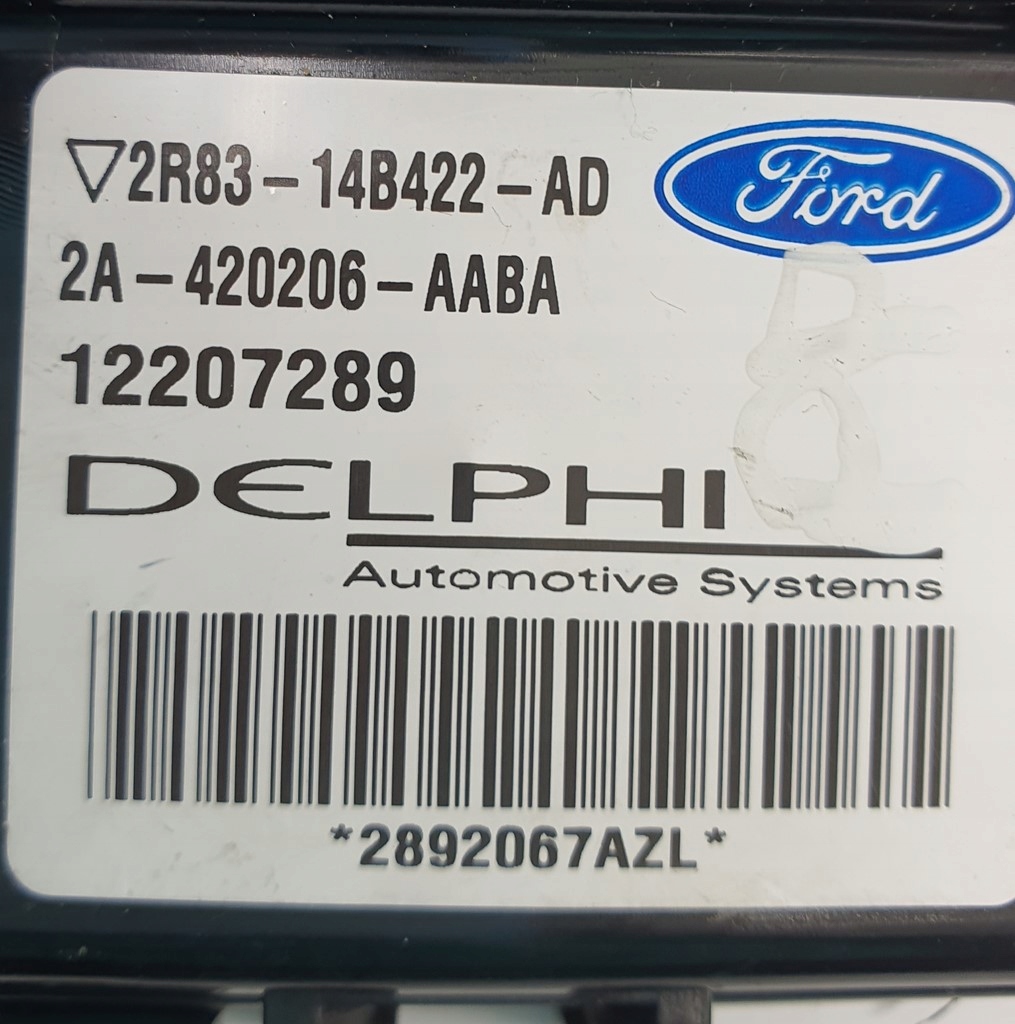 ▽2R83-14B422-AD
Ford
2A-420206-AABA
12207289
DELPHI
Automotive Systems
*2892067AZL*